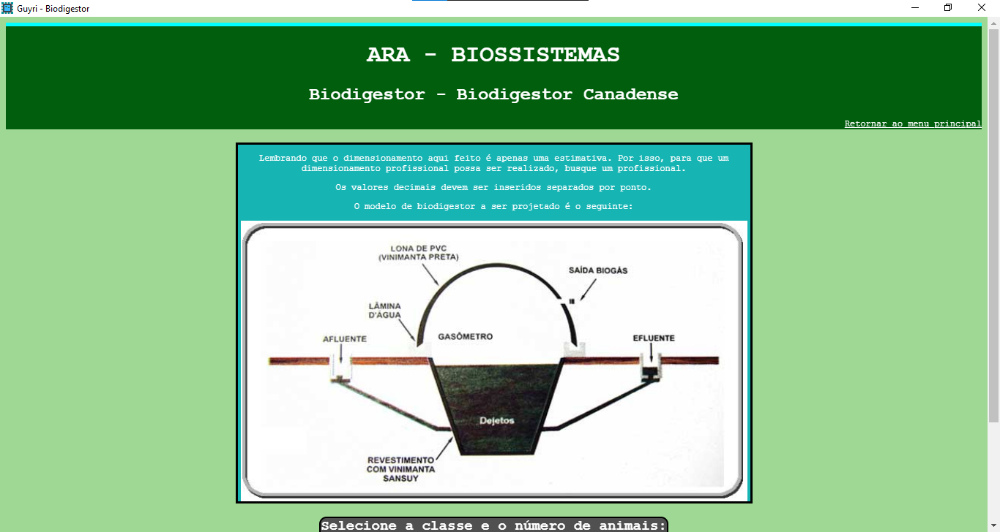 Guyri - Biodigestor
ARA - BIOSSISTEMAS
Biodigestor - Biodigestor Canadense
Retornar ao menu principal
Lembrando que o dimensionamento aqui feito é apenas uma estimativa. Por isso, para que um
dimensionamento profissional possa ser realizado, busque um profissional.
Os valores decimais devem ser inseridos separados por ponto.
O modelo de biodigestor a ser projetado é o seguinte:
LONA DE PVC
(VINIMANTA PRETA)
SAÍDA BIOGÁS
LÂMINA
D'ÁGUA
GASÔMETRO
AFLUENTE
EFLUENTE
Dejetos
REVESTIMENTO
COM VINIMANTA
SANSUY
Selecione a classe e o número de animais: